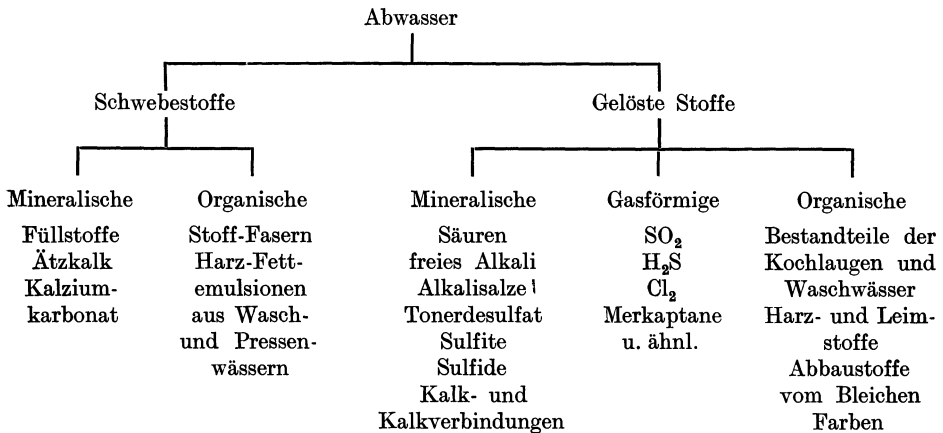 Abwasser
Schwebestoffe
Gelöste Stoffe
Mineralische
Füllstoffe
Ätzkalk
Kalzium-
karbonat
Organische
Stoff-Fasern
Harz-Fett-
emulsionen
aus Wasch-
und Pressen-
wässern
Mineralische
Säuren
freies Alkali
Alkalisalze
Tonerdesulfat
Sulfite
Sulfide
Kalk- und
Kalkverbindungen
Gasförmige
SO₂
H₂S
Cl₂
Merkaptane
u. ähnl.
Organische
Bestandteile der
Kochlaugen und
Waschwässer
Harz- und Leim-
stoffe
Abbaustoffe
vom Bleichen
Farben